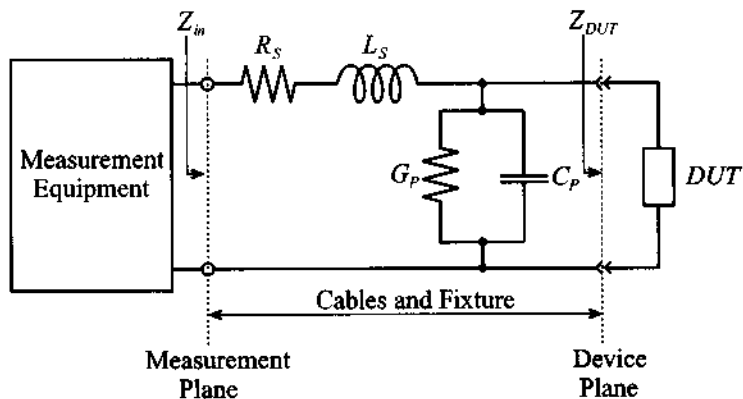 Z_in
R_S
L_S
Z_DUT
Measurement
Equipment
G_P
C_P
DUT
Cables and Fixture
Measurement
Plane
Device
Plane